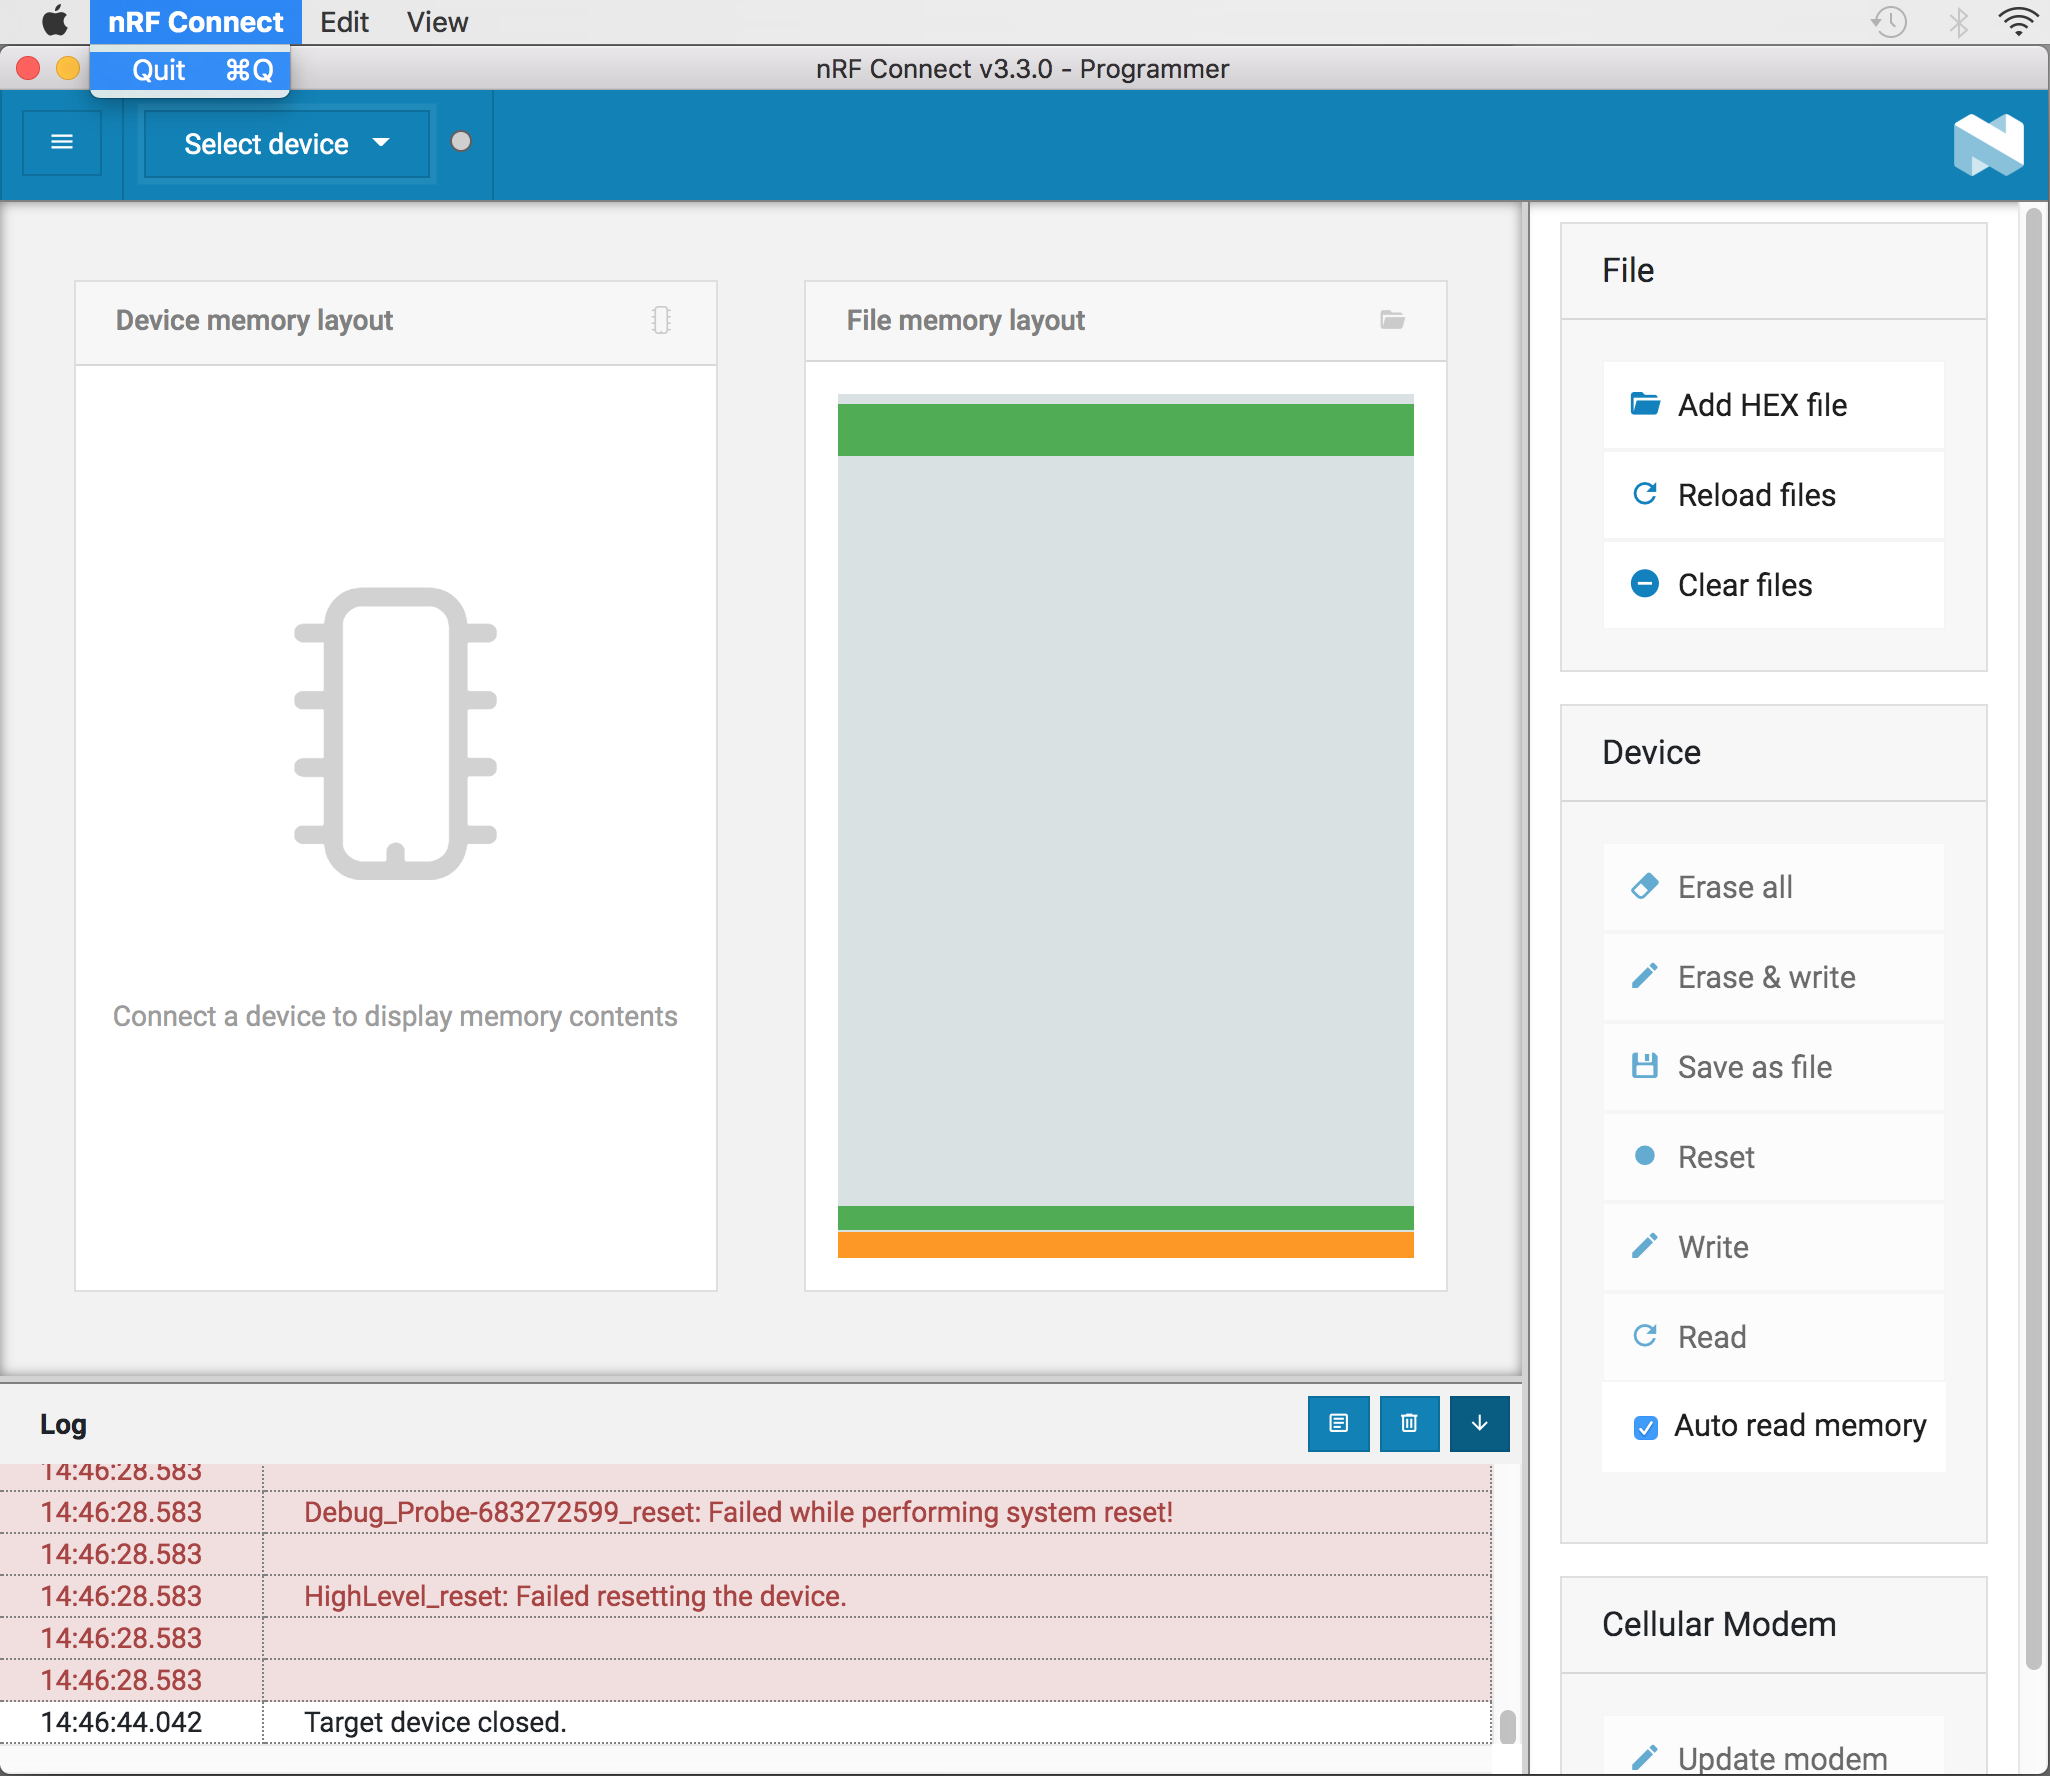 nRF Connect Edit View
Quit ⌘Q
nRF Connect v3.3.0 - Programmer
Select device
Device memory layout
File memory layout
Connect a device to display memory contents
File
Add HEX file
Reload files
Clear files
Device
Erase all
Erase & write
Save as file
Reset
Write
Read
Auto read memory
Cellular Modem
Update modem
Log
14:46:28.583
14:46:28.583 Debug_Probe-683272599_reset: Failed while performing system reset!
14:46:28.583
14:46:28.583 HighLevel_reset: Failed resetting the device.
14:46:28.583
14:46:28.583
14:46:44.042 Target device closed.